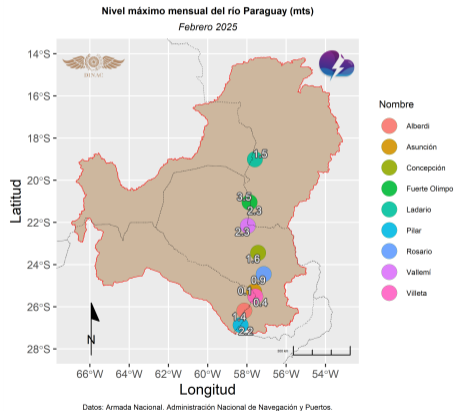 Nivel máximo mensual del río Paraguay (mts)
Febrero 2025
14°S
16°S
18°S
20°S
22°S
24°S
26°S
28°S
Latitud
DINAC
1.5
3.5
2.3
2.3
1.6
0.9
0.1
0.4
1.4
2.2
N
66°W
64°W
62°W
60°W
58°W
56°W
54°W
Longitud
Nombre
Alberdi
Asunción
Concepción
Fuerte Olimpo
Ladario
Pilar
Rosario
Vallemí
Villeta
Datos: Armada Nacional. Administración Nacional de Navegación y Puertos.